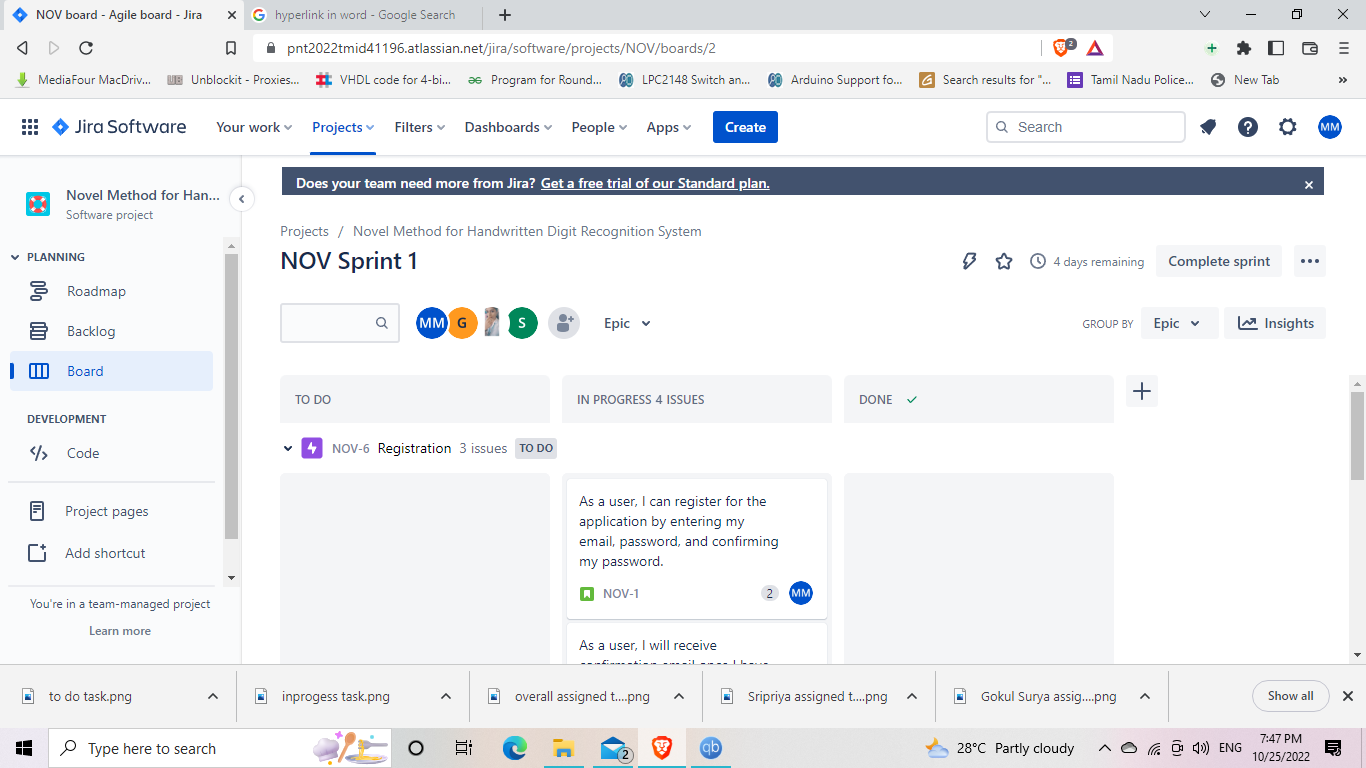 NOV board - Agile board - Jira
hyperlink in word - Google Search
pnt2022tmid41196.atlassian.net/jira/software/projects/NOV/boards/2
2
MediaFour MacDriv...
UB Unblockit - Proxies...
VHDL code for 4-bi...
Program for Round...
LPC2148 Switch an...
Arduino Support fo...
Search results for "...
Tamil Nadu Police...
New Tab
Jira Software
Your work
Projects
Filters
Dashboards
People
Apps
Create
Search
MM
Novel Method for Han...
Software project
PLANNING
Roadmap
Backlog
Board
DEVELOPMENT
Code
Project pages
Add shortcut
You're in a team-managed project
Learn more
Does your team need more from Jira? Get a free trial of our Standard plan.
Projects / Novel Method for Handwritten Digit Recognition System
NOV Sprint 1
4 days remaining
Complete sprint
MM G S
Epic
GROUP BY Epic
Insights
TO DO
IN PROGRESS 4 ISSUES
DONE
NOV-6 Registration 3 issues TO DO
As a user, I can register for the
application by entering my
email, password, and confirming
my password.
NOV-1 2 MM
As a user, I will receive
confirmation email once I have
to do task.png
inprogess task.png
overall assigned t....png
Sripriya assigned t....png
Gokul Surya assig....png
Show all
Type here to search
2
qb
28°C Partly cloudy
ENG
7:47 PM
10/25/2022